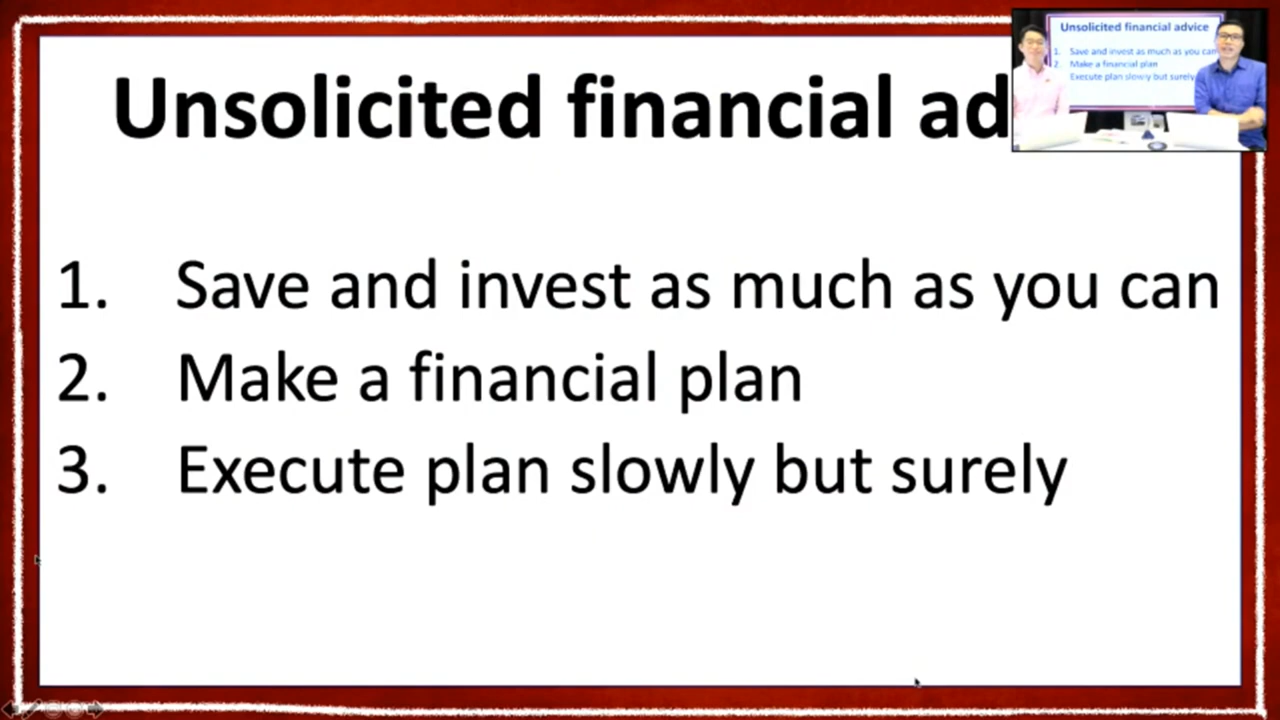 Unsolicited financial ad
1. Save and invest as much as you can
2. Make a financial plan
3. Execute plan slowly but surely
Unsolicited financial advice
1. Save and invest as much as you can
2. Make a financial plan
Execute plan slowly but surely